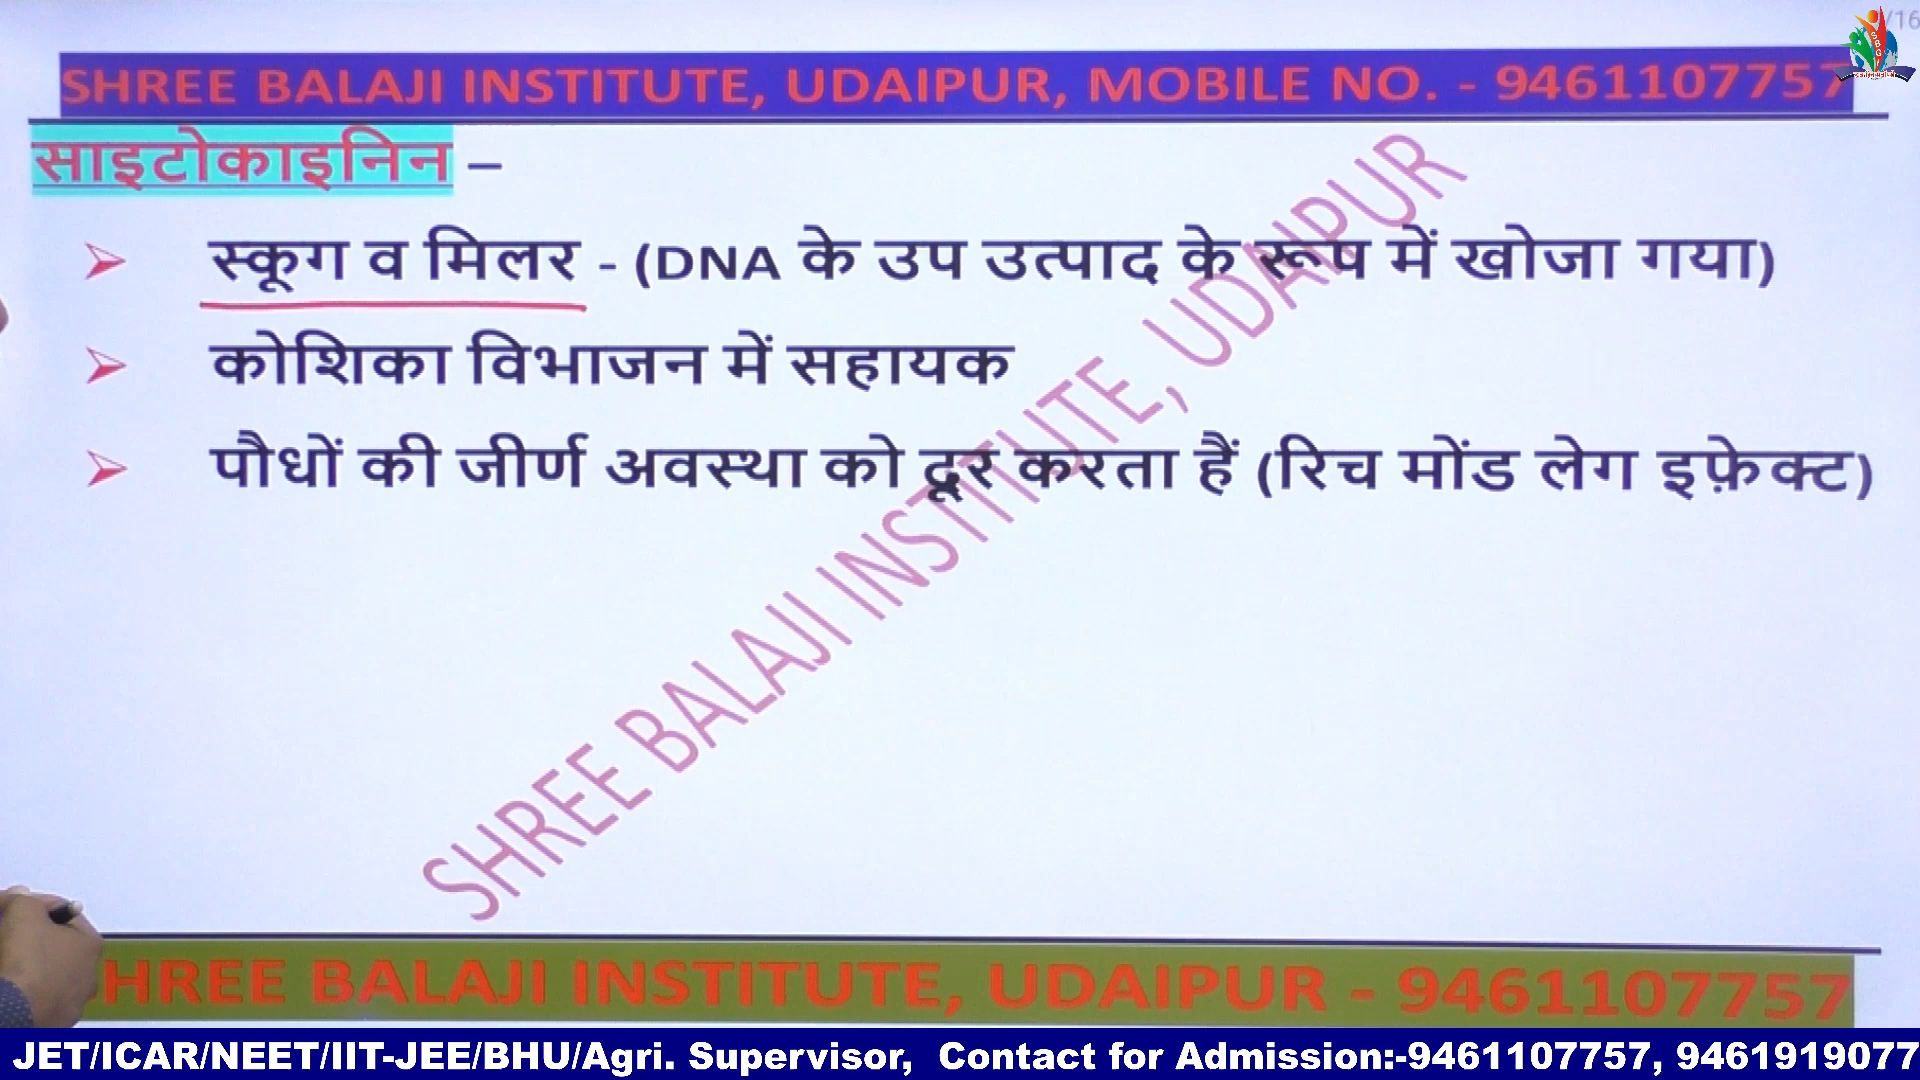 /16
SHREE BALAJI INSTITUTE, UDAIPUR, MOBILE NO. - 9461107757
साइटोकाइनिन –
स्कूग व मिलर - (DNA के उप उत्पाद के रूप में खोजा गया)
कोशिका विभाजन में सहायक
पौधों की जीर्ण अवस्था को दूर करता हैं (रिच मोंड लेग इफ़ेक्ट)
SHREE BALAJI INSTITUTE, UDAIPUR
HREE BALAJI INSTITUTE, UDAIPUR - 9461107757
JET/ICAR/NEET/IIT-JEE/BHU/Agri. Supervisor, Contact for Admission:-9461107757, 9461919077